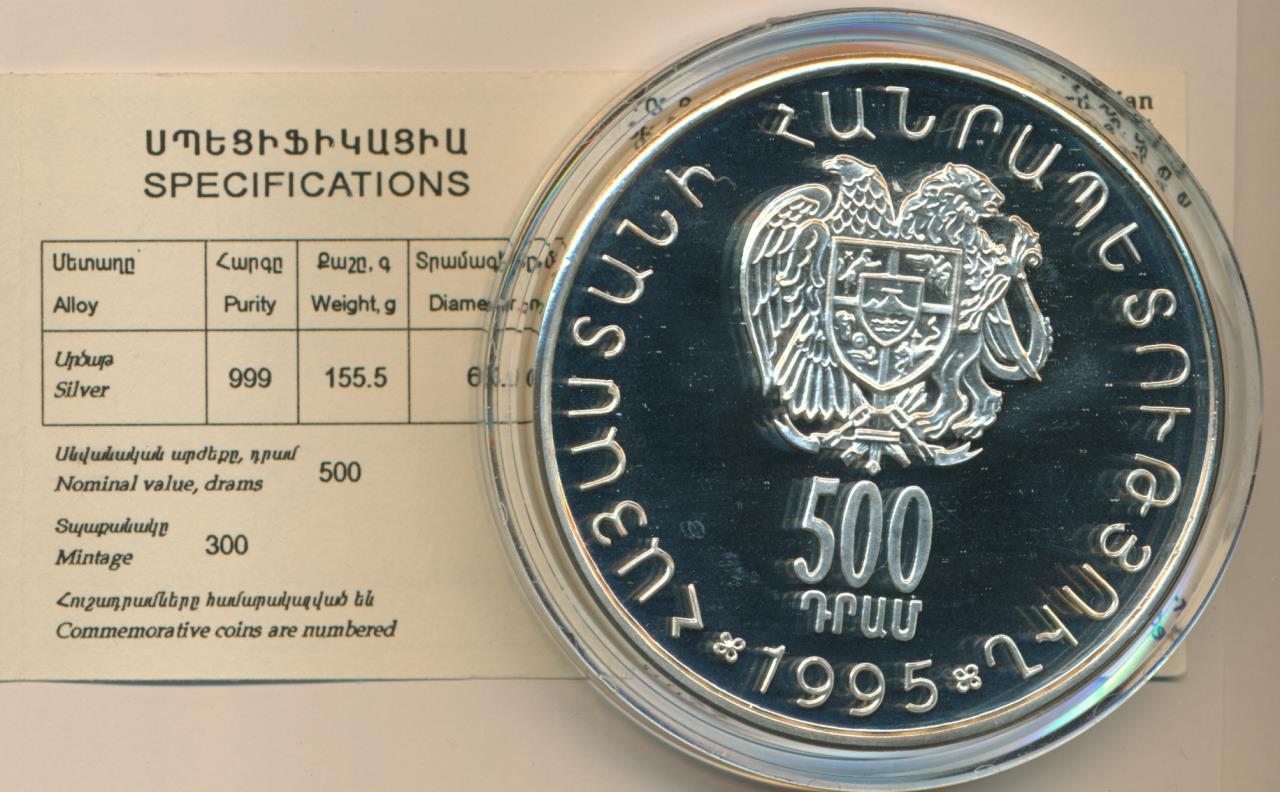 ՍՊԵՑԻՖԻԿԱՑԻԱ
SPECIFICATIONS
Մետաղը Հարգը Քաշը, գ
Alloy Purity Weight, g
Արծաթ
Silver 999 155.5
Անվանական արժեքը, դրամ
Nominal value, drams 500
Տպաքանակը
Mintage 300
Հուշադրամները համարակալված են
Commemorative coins are numbered
ՀԱՅԱՍՏԱՆԻ ՀԱՆՐԱՊԵՏՈՒԹՅՈՒՆ
500
ԴՐԱՄ
1995